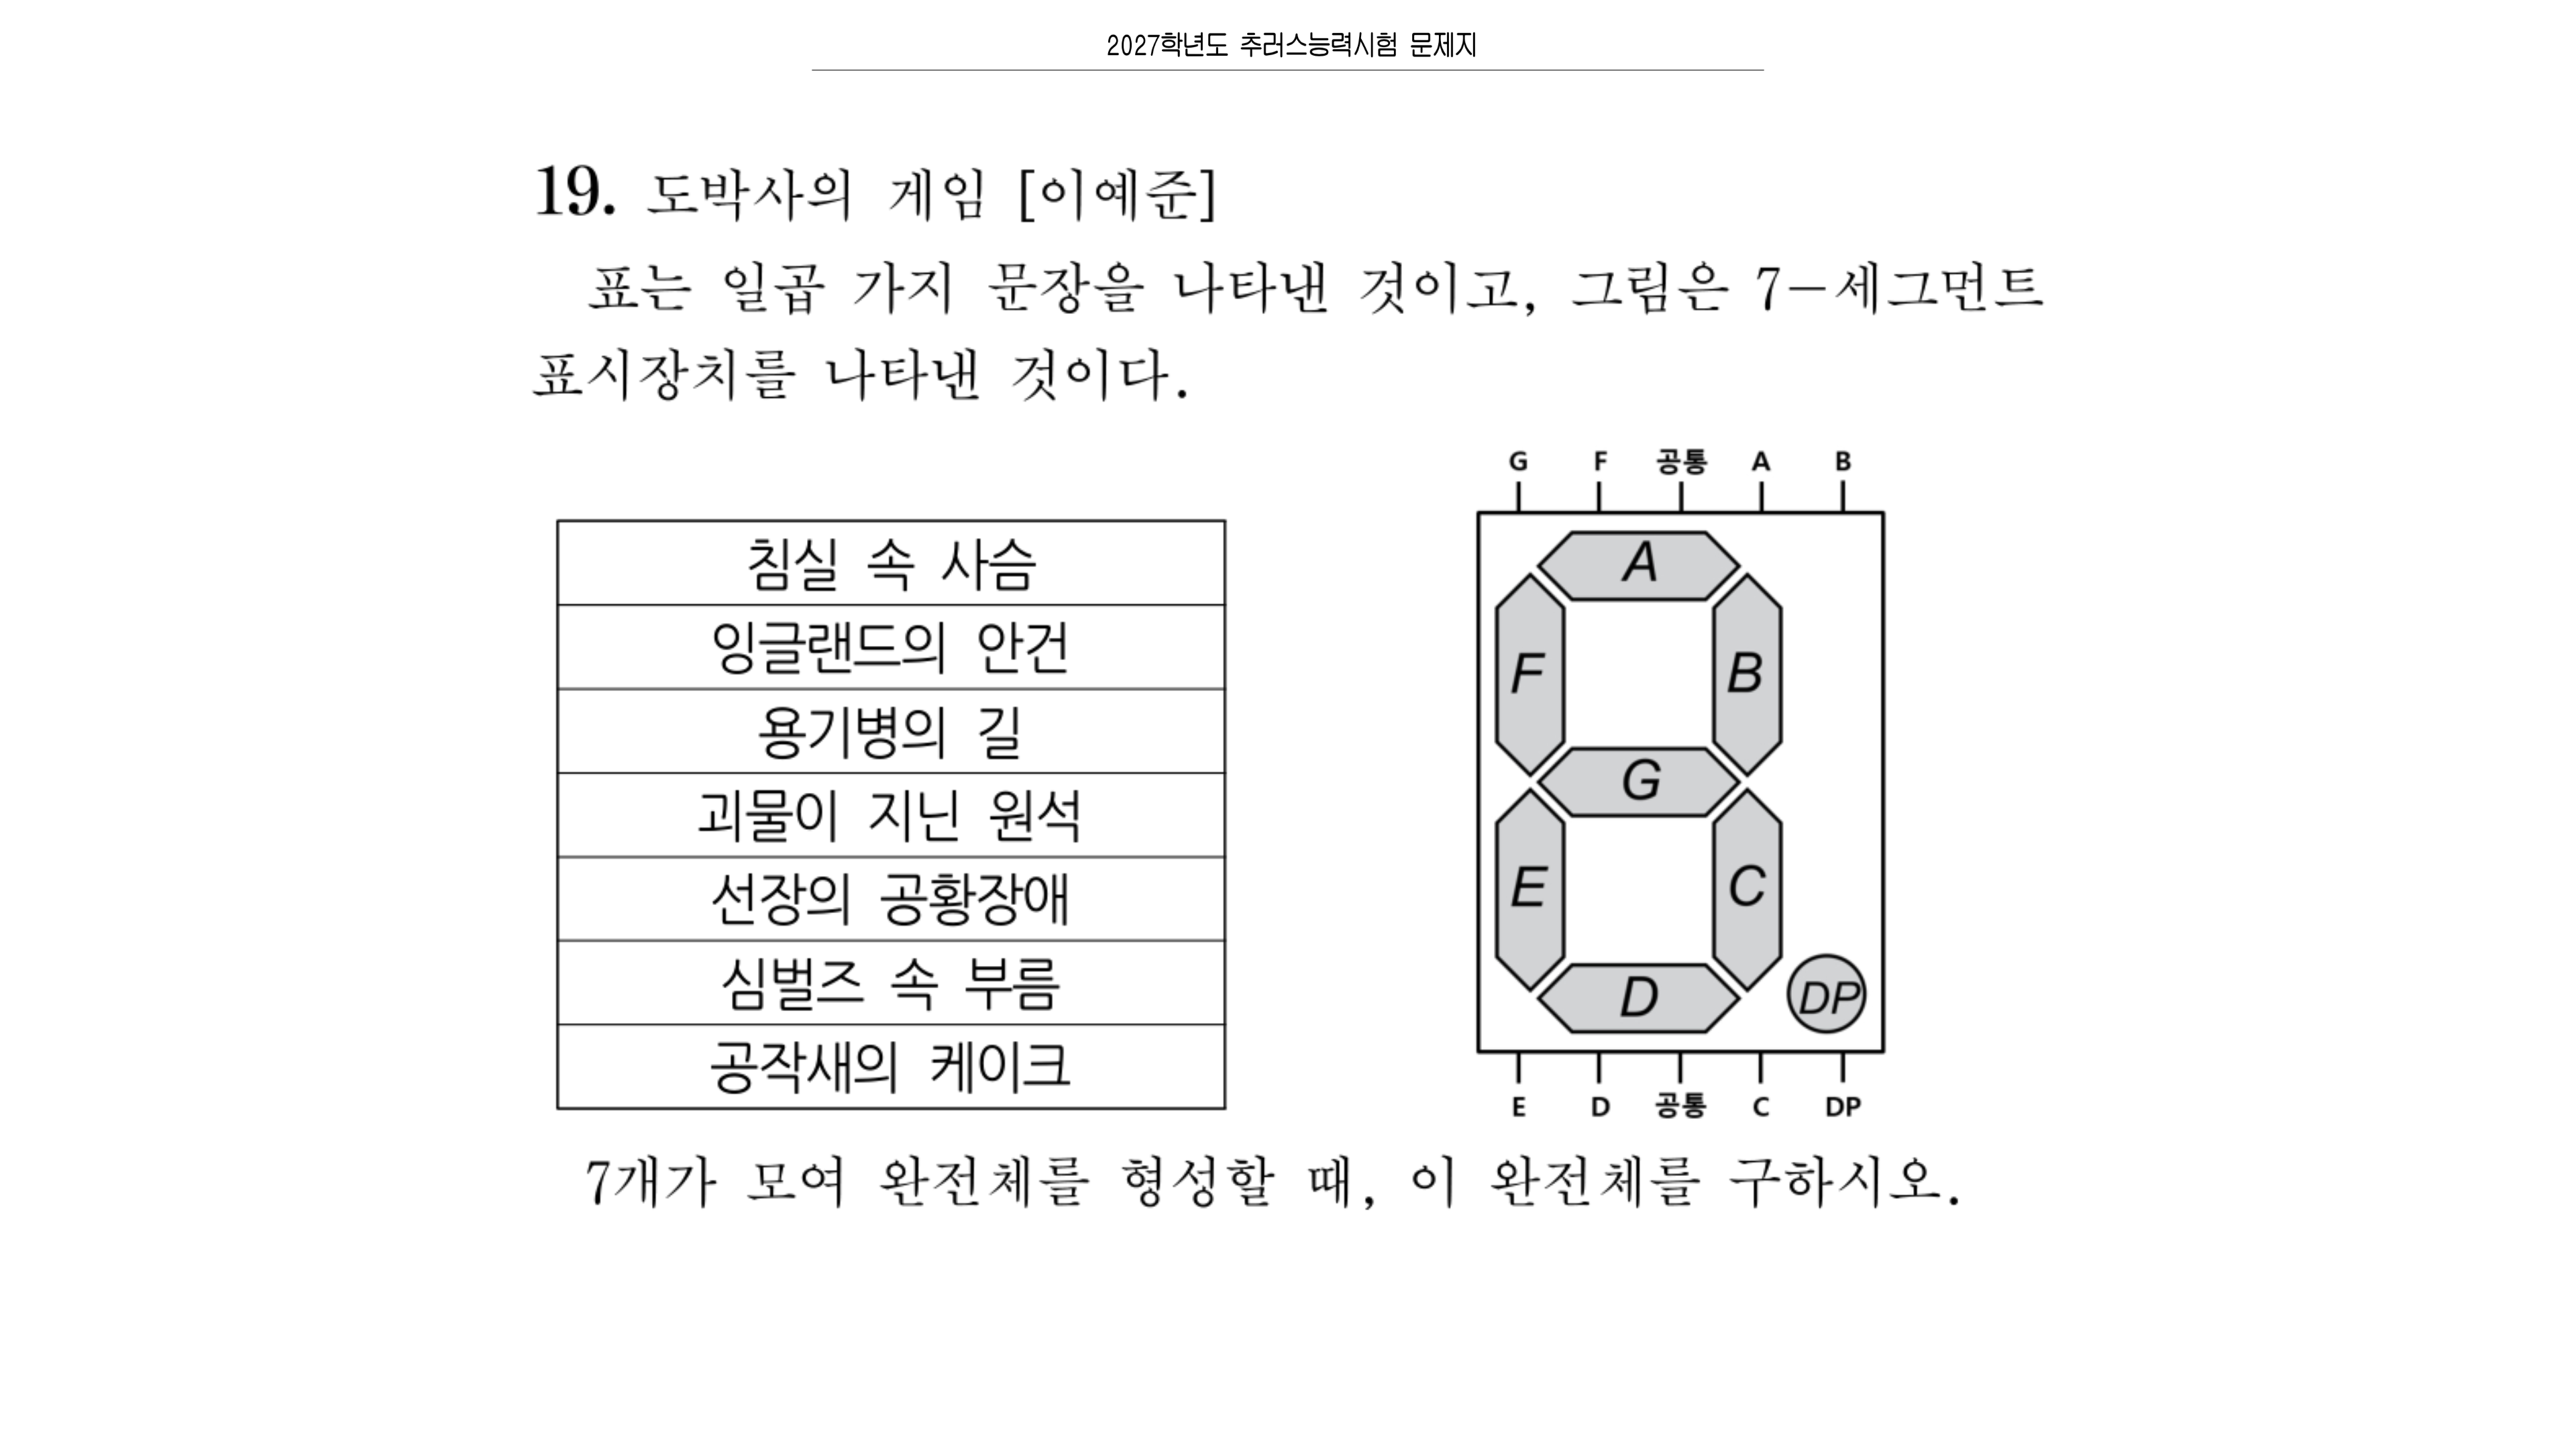 2027학년도 추러스능력시험 문제지
19. 도박사의 게임 [이예준]
표는 일곱 가지 문장을 나타낸 것이고, 그림은 7-세그먼트
표시장치를 나타낸 것이다.
침실 속 사슴
잉글랜드의 안건
용기병의 길
괴물이 지닌 원석
선장의 공황장애
심벌즈 속 부름
공작새의 케이크
G F 공통 A B
A
F B
G
E C
D DP
E D 공통 C DP
7개가 모여 완전체를 형성할 때, 이 완전체를 구하시오.